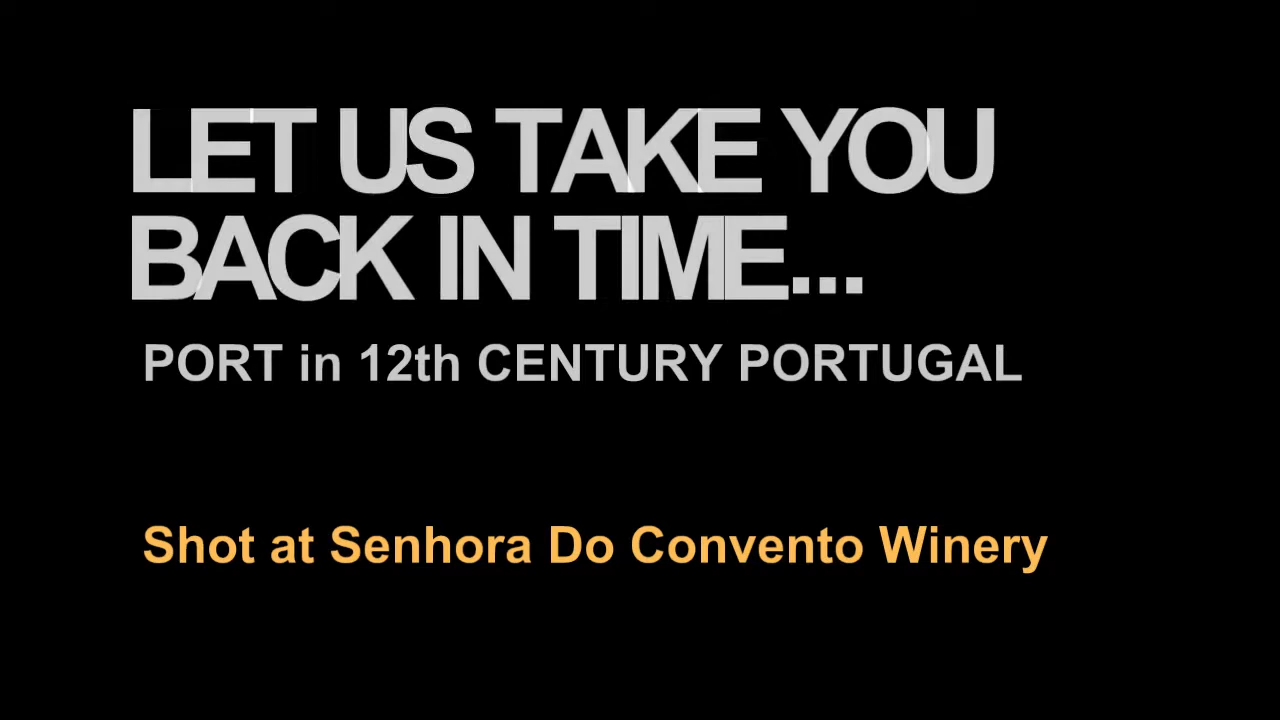 LET US TAKE YOU
BACK IN TIME...
PORT in 12th CENTURY PORTUGAL
Shot at Senhora Do Convento Winery